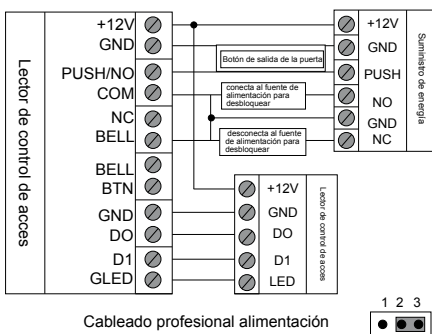 Lector de control de acces
+12V
GND
PUSH/NO
COM
NC
BELL
BELL
BTN
GND
DO
D1
GLED
Botón de salida de la puerta
conecta al fuente de
alimentación para
desbloquear
desconecta al fuente
de alimentación para
desbloquear
+12V
GND
PUSH
NO
GND
NC
Suministro de energía
+12V
GND
DO
D1
LED
Lector de control de acces
Cableado profesional alimentación
1 2 3